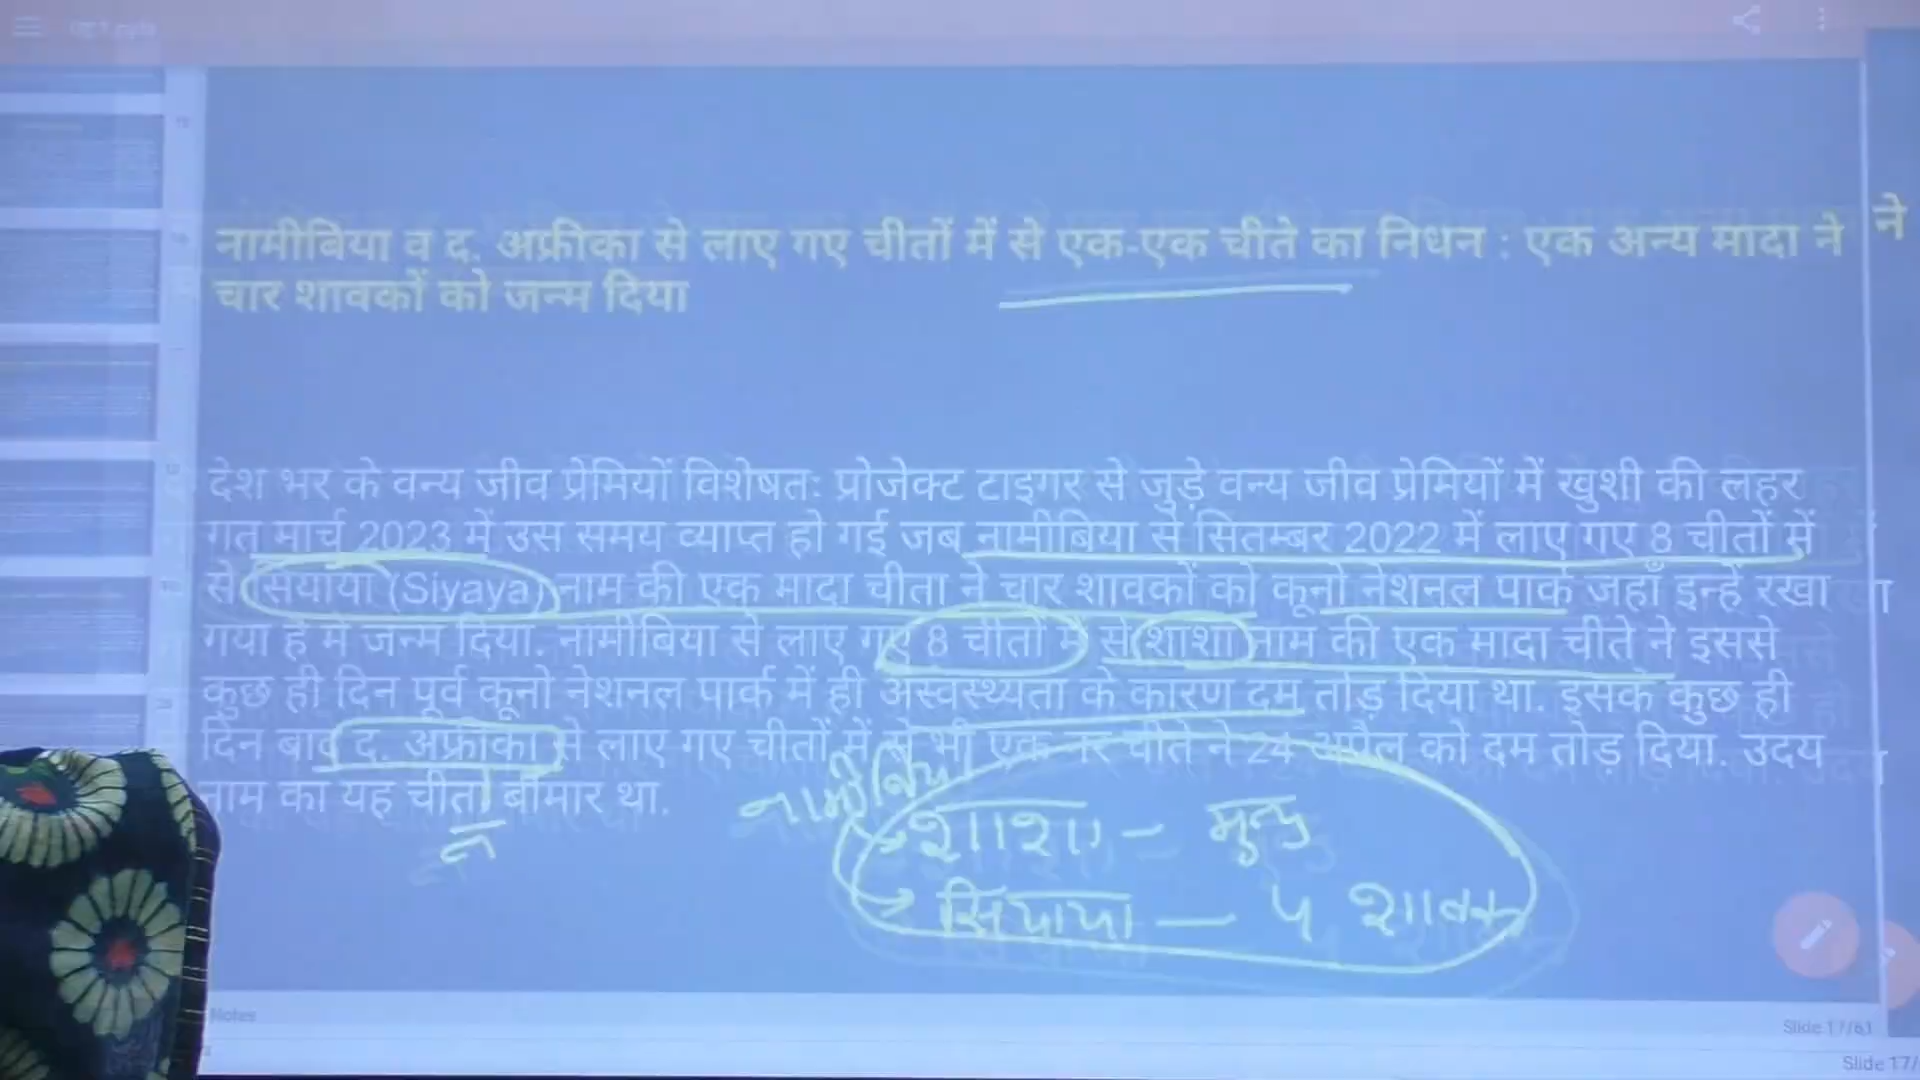 नामीबिया व द. अफ्रीका से लाए गए चीतों में से एक-एक चीते का निधन : एक अन्य मादा ने
चार शावकों को जन्म दिया
देश भर के वन्य जीव प्रेमियों विशेषतः प्रोजेक्ट टाइगर से जुड़े वन्य जीव प्रेमियों में खुशी की लहर
गत मार्च 2023 में उस समय व्याप्त हो गई जब नामीबिया से सितम्बर 2022 में लाए गए 8 चीतों में
से सियाया (Siyaya) नाम की एक मादा चीता ने चार शावकों को कूनो नेशनल पार्क जहाँ इन्हें रखा
गया है में जन्म दिया. नामीबिया से लाए गए 8 चीतों में से शाशा नाम की एक मादा चीते ने इससे
कुछ ही दिन पूर्व कूनो नेशनल पार्क में ही अस्वस्थ्यता के कारण दम तोड़ दिया था. इसके कुछ ही
दिन बाद द. अफ्रीका से लाए गए चीतों में से भी एक नर चीते ने 24 अप्रैल को दम तोड़ दिया. उदय
नाम का यह चीता बीमार था.
नामीबिया
शाशा -
सियाया - 4 शावक
Notes
Slide 17/61
Slide 17/